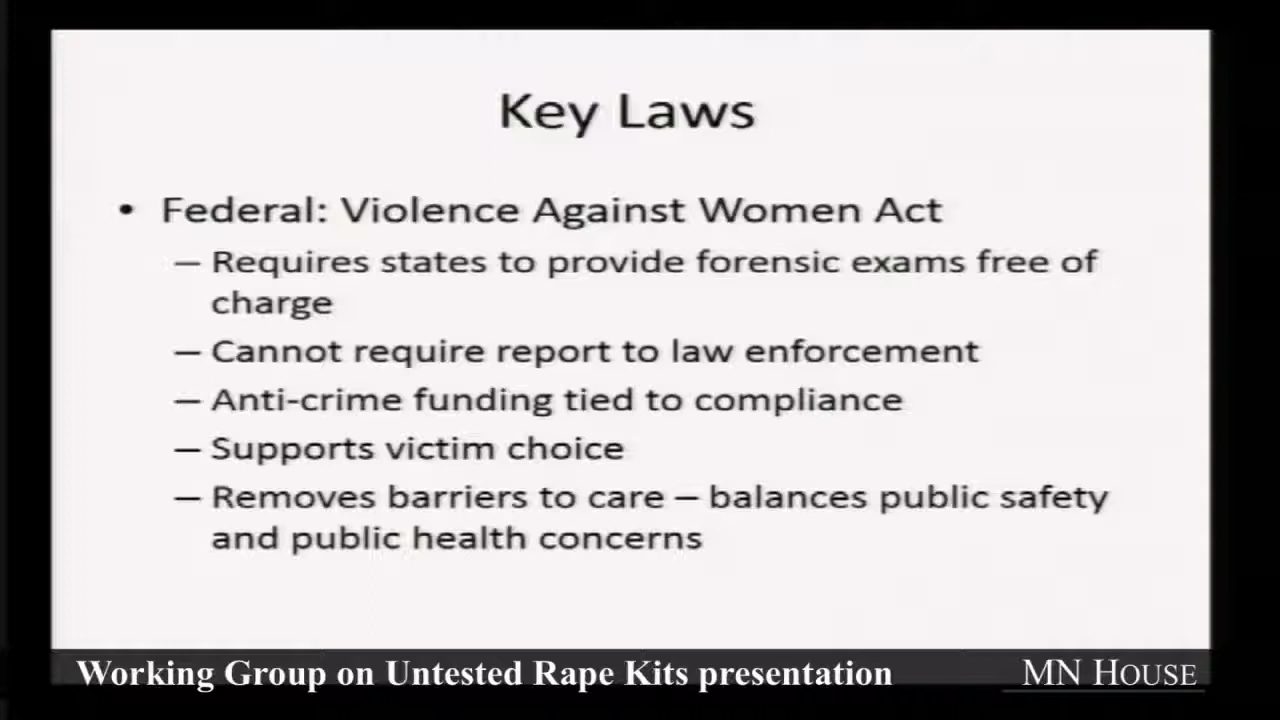 Key Laws
• Federal: Violence Against Women Act
– Requires states to provide forensic exams free of
charge
– Cannot require report to law enforcement
– Anti-crime funding tied to compliance
– Supports victim choice
– Removes barriers to care – balances public safety
and public health concerns
Working Group on Untested Rape Kits presentation
MN HOUSE